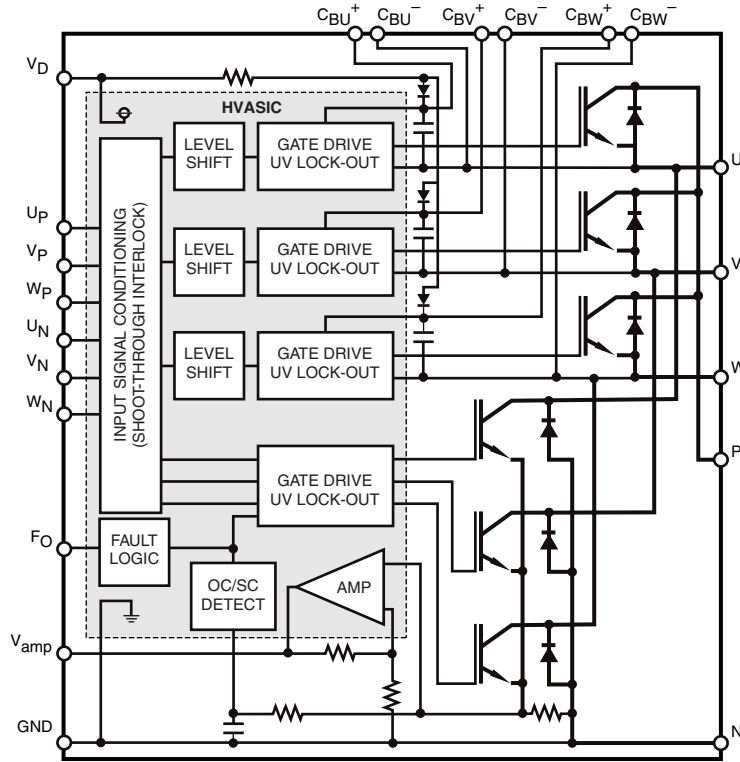 CBU+ CBU− CBV+ CBV− CBW+ CBW−
VD
HVASIC
LEVEL
SHIFT
GATE DRIVE
UV LOCK-OUT
U
UP
VP
WP
UN
VN
WN
INPUT SIGNAL CONDITIONING
(SHOOT-THROUGH INTERLOCK)
LEVEL
SHIFT
GATE DRIVE
UV LOCK-OUT
V
LEVEL
SHIFT
GATE DRIVE
UV LOCK-OUT
W
GATE DRIVE
UV LOCK-OUT
P
FO
FAULT
LOGIC
OC/SC
DETECT
AMP
Vamp
GND
N